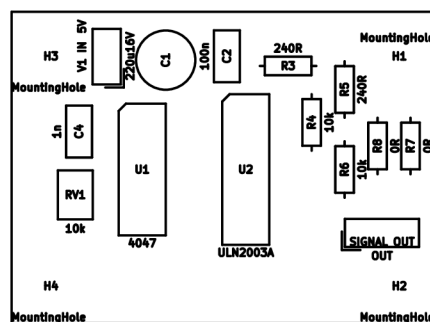 H3
MountingHole
V1 IN 5V
220u16V
C1
100n
C2
240R
R3
MountingHole
H1
R5
240R
R4
10k
1n
C4
U1
4047
U2
ULN2003A
RV1
10k
R6
10k
R8
0R
R7
0R
SIGNAL OUT
OUT
H4
MountingHole
H2
MountingHole